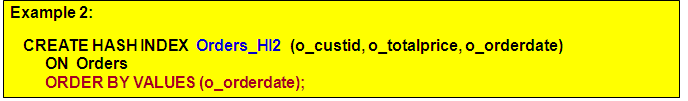 Example 2:
CREATE HASH INDEX Orders_HI2 (o_custid, o_totalprice, o_orderdate)
ON Orders
ORDER BY VALUES (o_orderdate);